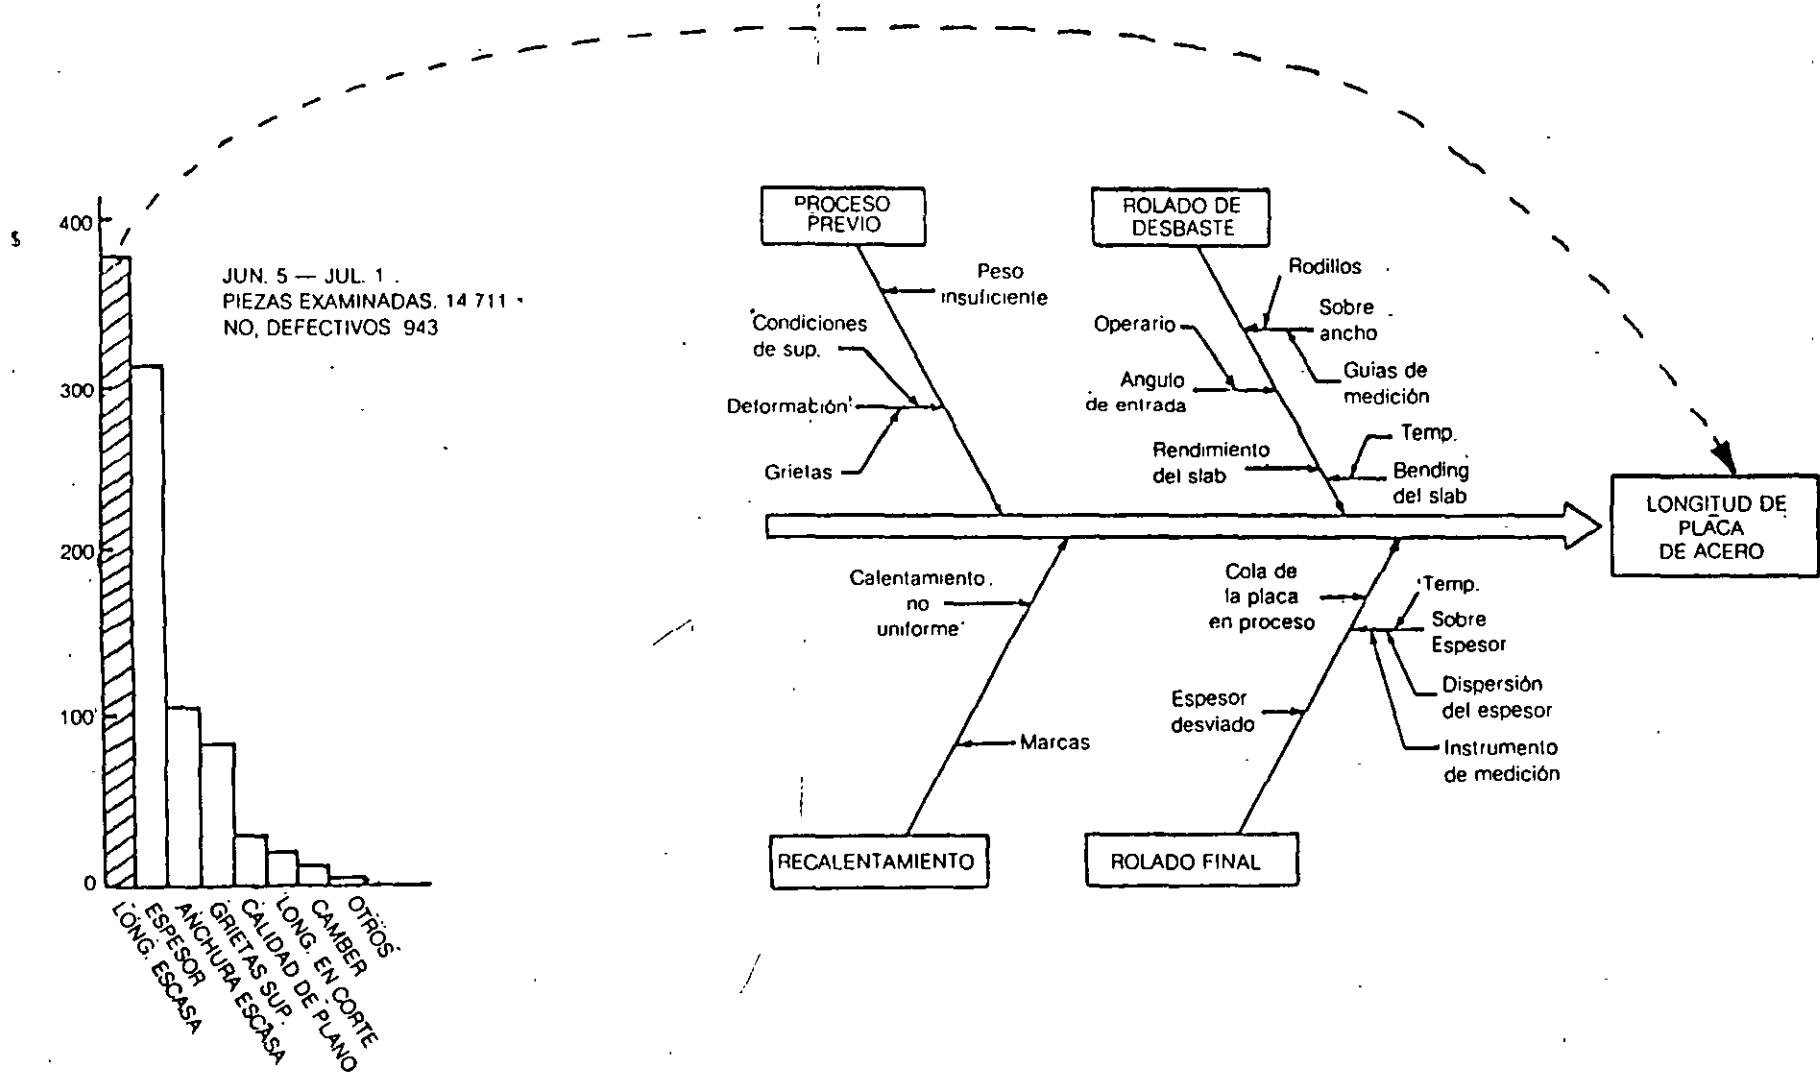 $
400
300
200
100
0
JUN. 5 — JUL. 1
PIEZAS EXAMINADAS. 14 711
NO, DEFECTIVOS 943
LONG. ESCASA
ESPESOR
ANCHURA ESCASA
GRIETAS SUP.
CALIDAD DE PLANO
LONG. EN CORTE
CAMBER
OTROS
PROCESO
PREVIO
Peso
insuficiente
Condiciones
de sup.
Deformación
Grietas
ROLADO DE
DESBASTE
Rodillos
Sobre
ancho
Operario
Guias de
medición
Angulo
de entrada
Temp.
Rendimiento
del slab
Bending
del slab
LONGITUD DE
PLACA
DE ACERO
Calentamiento
no
uniforme
Marcas
RECALENTAMIENTO
Cola de
la placa
en proceso
Temp.
Sobre
Espesor
Dispersión
del espesor
Espesor
desviado
Instrumento
de medición
ROLADO FINAL